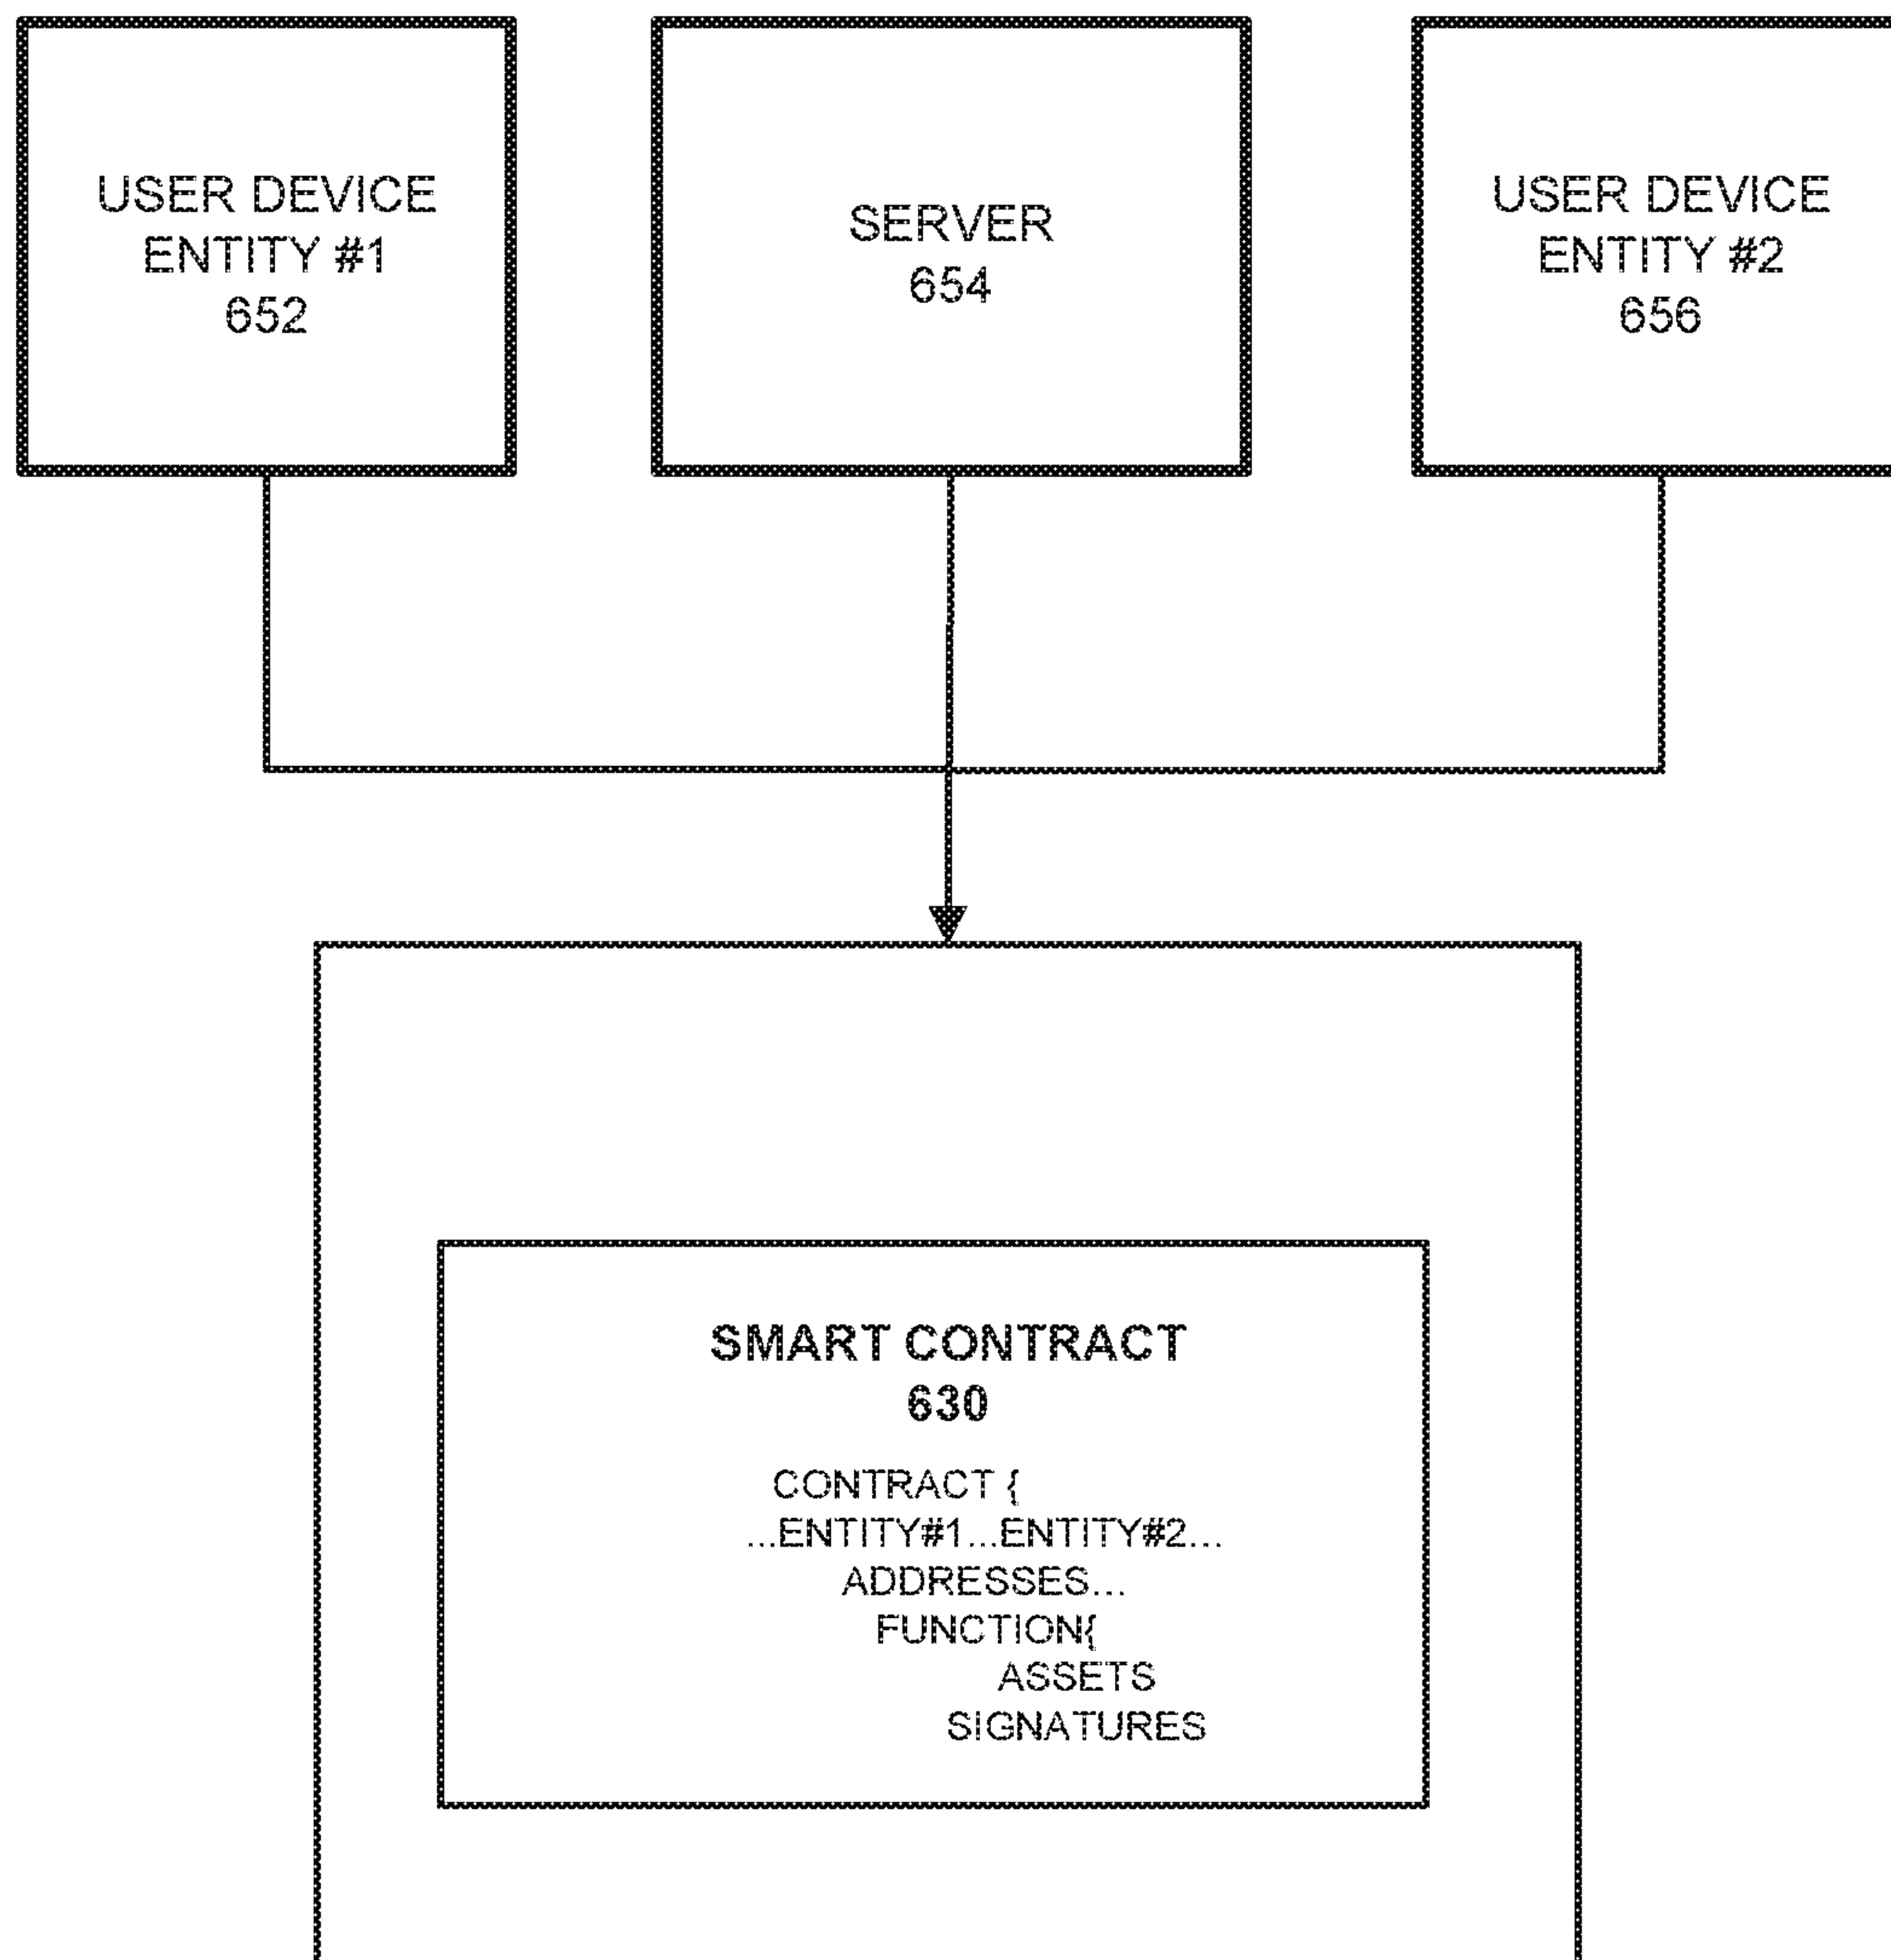 USER DEVICE
ENTITY #1
652
SERVER
654
USER DEVICE
ENTITY #2
656
SMART CONTRACT
630
CONTRACT {
...ENTITY#1...ENTITY#2...
ADDRESSES...
FUNCTION{
ASSETS
SIGNATURES